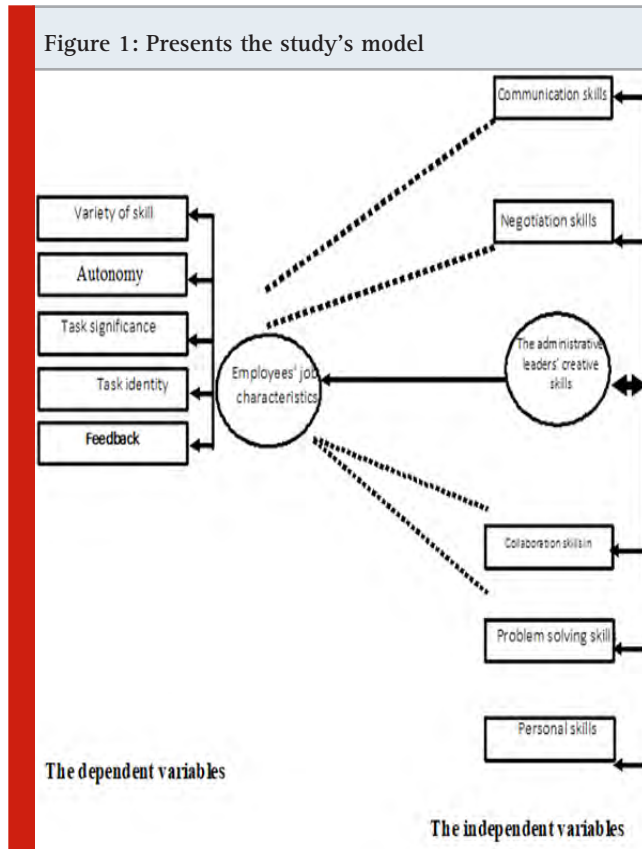 Figure 1: Presents the study's model
Communication skills
Negotiation skills
Variety of skill
Autonomy
Task significance
Task identity
Feedback
Employees' job
characteristics
The administrative
leaders' creative
skills
Collaboration skills in
Problem solving skills
Personal skills
The dependent variables
The independent variables